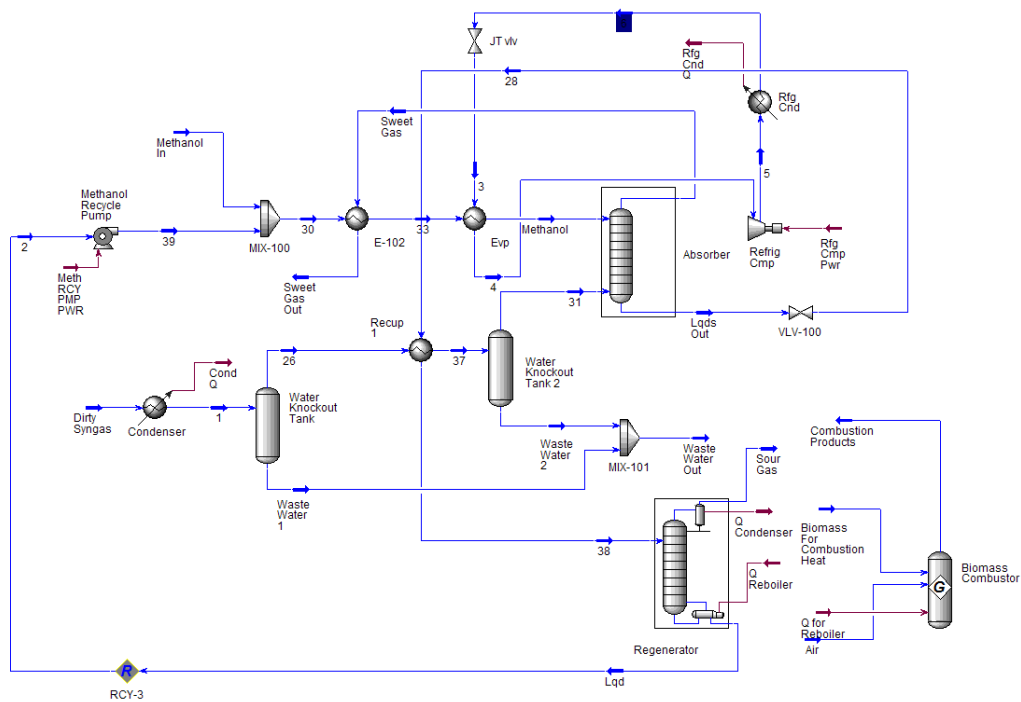 JT vlv
Rfg
Cnd
Q
28
Rfg
Cnd
Sweet
Gas
Methanol
In
5
3
Methanol
Recycle
Pump
2
39
MIX-100
30
E-102
33
Evp
Methanol
Absorber
Refrig
Cmp
Rfg
Cmp
Pwr
Meth
RCY
PMP
PWR
Sweet
Gas
Out
4
31
Recup
1
Lqds
Out
VLV-100
26
37
Water
Knockout
Tank 2
Cond
Q
Dirty
Syngas
Condenser
1
Water
Knockout
Tank
Waste
Water
2
MIX-101
Waste
Water
Out
Combustion
Products
Sour
Gas
Waste
Water
1
Q
Condenser
Biomass
For
Combustion
Heat
38
Q
Reboiler
G
Biomass
Combustor
Q for
Reboiler
Air
Regenerator
R
RCY-3
Lqd